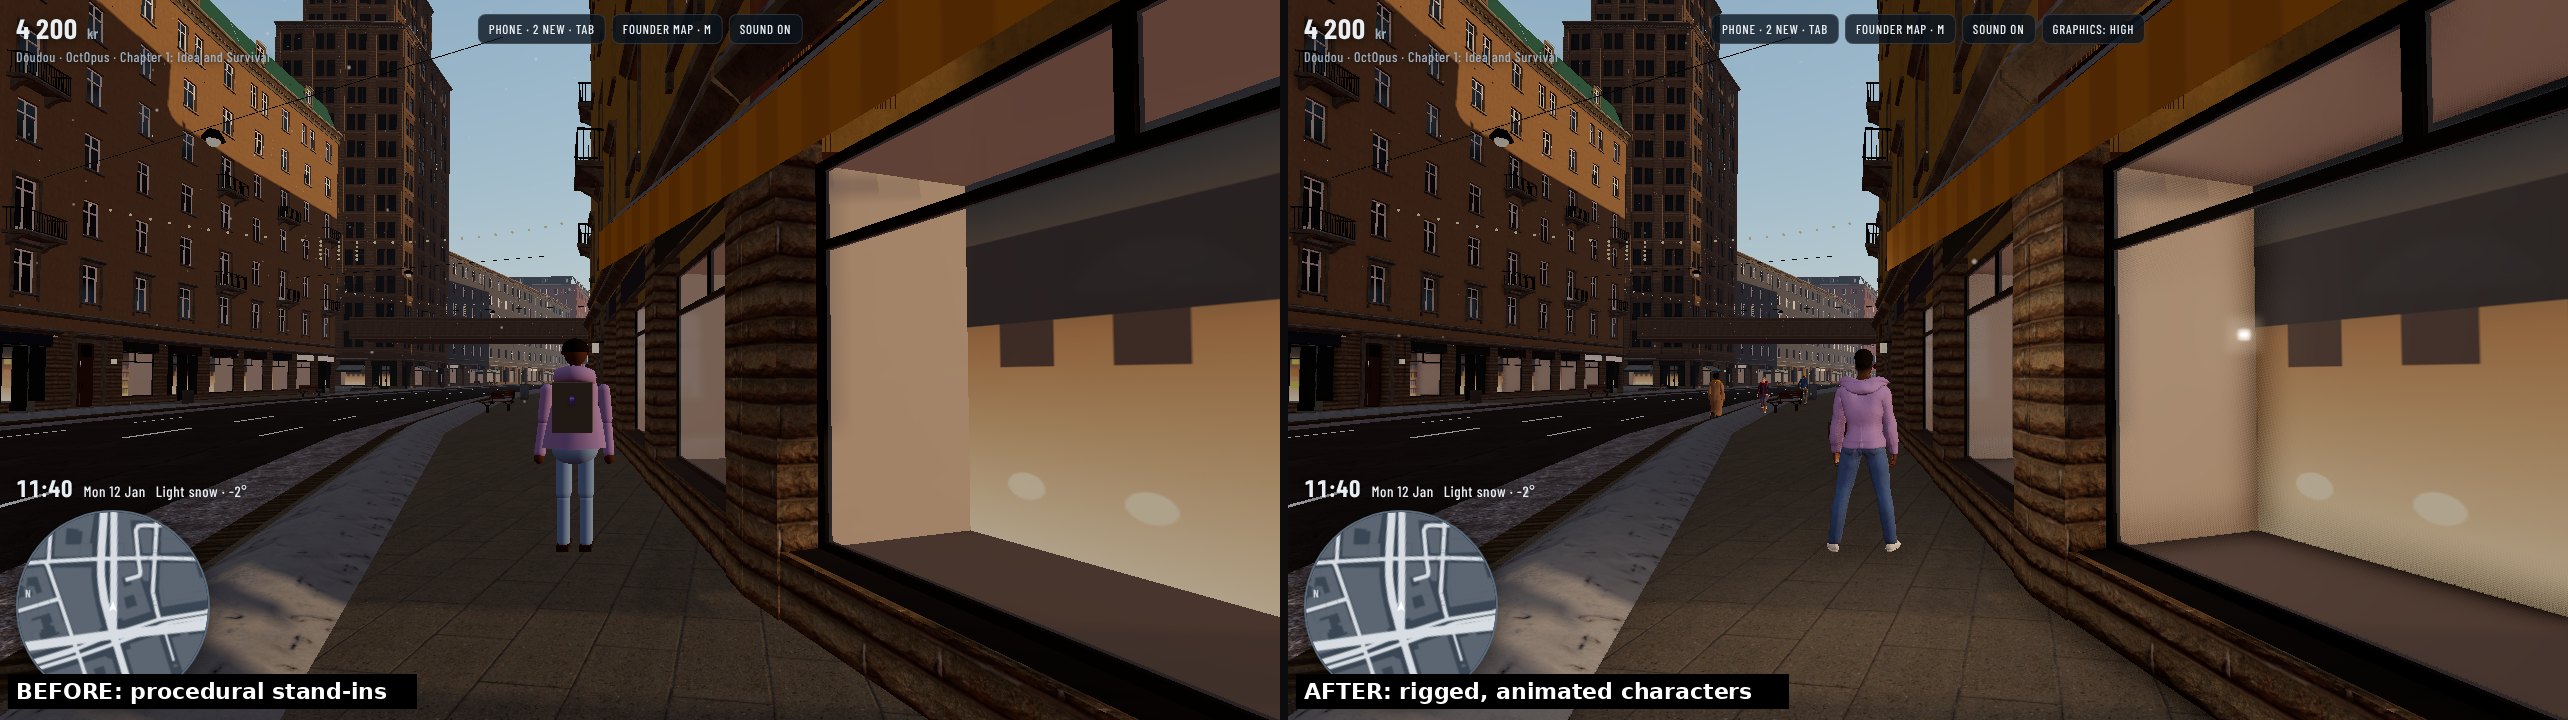 4 200 kr
PHONE · 2 NEW · TAB
FOUNDER MAP · M
SOUND ON
Doudou · OctOpus · Chapter 1: Idea and Survival
11:40 Mon 12 Jan Light snow · -2°
N
BEFORE: procedural stand-ins
4 200 kr
PHONE · 2 NEW · TAB
FOUNDER MAP · M
SOUND ON
GRAPHICS: HIGH
Doudou · OctOpus · Chapter 1: Idea and Survival
11:40 Mon 12 Jan Light snow · -2°
N
AFTER: rigged, animated characters